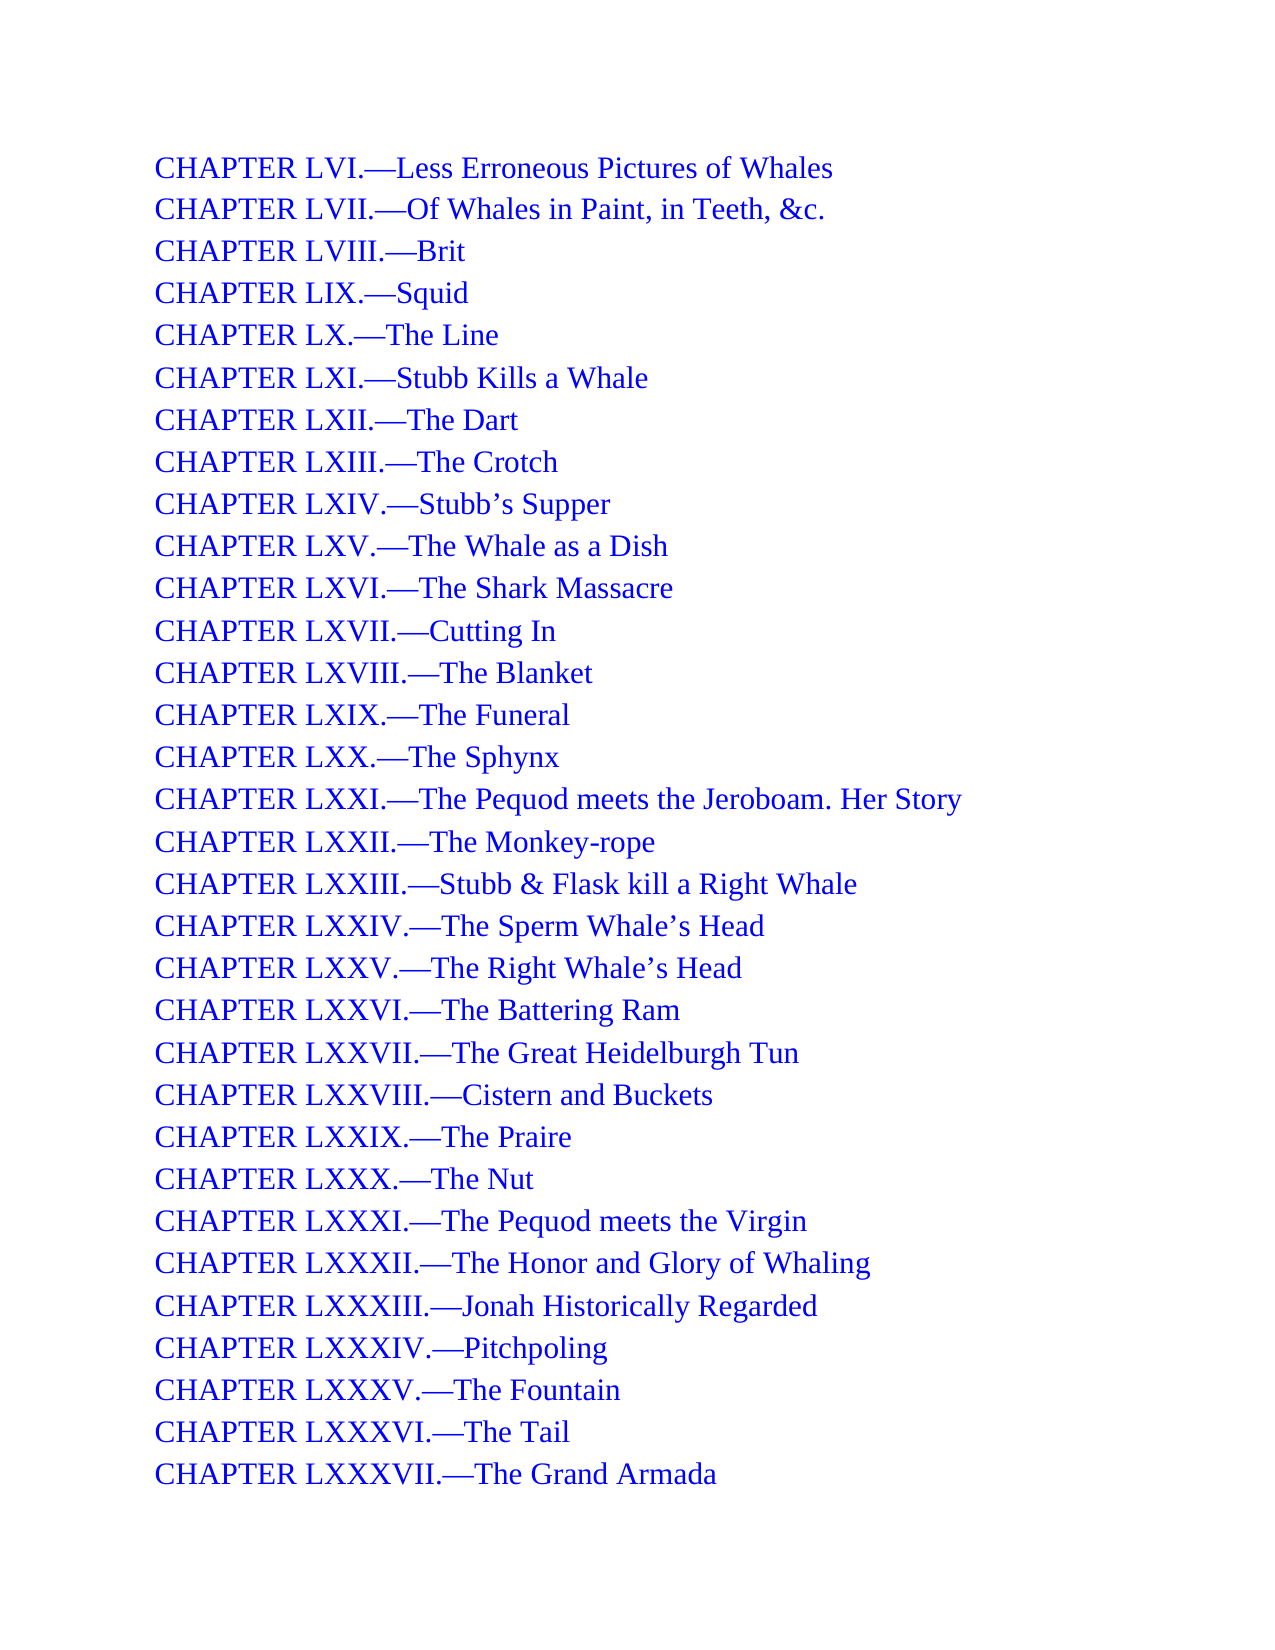 CHAPTER LVI.—Less Erroneous Pictures of Whales
CHAPTER LVII.—Of Whales in Paint, in Teeth, &c.
CHAPTER LVIII.—Brit
CHAPTER LIX.—Squid
CHAPTER LX.—The Line
CHAPTER LXI.—Stubb Kills a Whale
CHAPTER LXII.—The Dart
CHAPTER LXIII.—The Crotch
CHAPTER LXIV.—Stubb’s Supper
CHAPTER LXV.—The Whale as a Dish
CHAPTER LXVI.—The Shark Massacre
CHAPTER LXVII.—Cutting In
CHAPTER LXVIII.—The Blanket
CHAPTER LXIX.—The Funeral
CHAPTER LXX.—The Sphynx
CHAPTER LXXI.—The Pequod meets the Jeroboam. Her Story
CHAPTER LXXII.—The Monkey-rope
CHAPTER LXXIII.—Stubb & Flask kill a Right Whale
CHAPTER LXXIV.—The Sperm Whale’s Head
CHAPTER LXXV.—The Right Whale’s Head
CHAPTER LXXVI.—The Battering Ram
CHAPTER LXXVII.—The Great Heidelburgh Tun
CHAPTER LXXVIII.—Cistern and Buckets
CHAPTER LXXIX.—The Praire
CHAPTER LXXX.—The Nut
CHAPTER LXXXI.—The Pequod meets the Virgin
CHAPTER LXXXII.—The Honor and Glory of Whaling
CHAPTER LXXXIII.—Jonah Historically Regarded
CHAPTER LXXXIV.—Pitchpoling
CHAPTER LXXXV.—The Fountain
CHAPTER LXXXVI.—The Tail
CHAPTER LXXXVII.—The Grand Armada